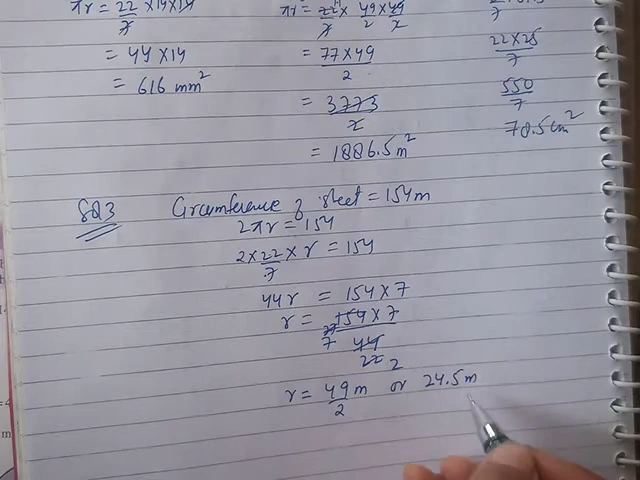 πr = 22/7 × 14 × 14
= 44 × 14
= 616 mm²
πr = 22/7 × 49/2 × 49/2
= 77 × 49/2
= 3773/2
= 1886.5 m²
22 × 25/7
550/7
78.5 cm²
SQ3 Circumference of sheet = 154 m
2πr = 154
2 × 22/7 × r = 154
44r = 154 × 7
r = 154 × 7/44
r = 49/2 m or 24.5 m